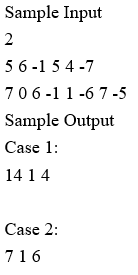 Sample Input
2
5 6 -1 5 4 -7
7 0 6 -1 1 -6 7 -5
Sample Output
Case 1:
14 1 4
Case 2:
7 1 6